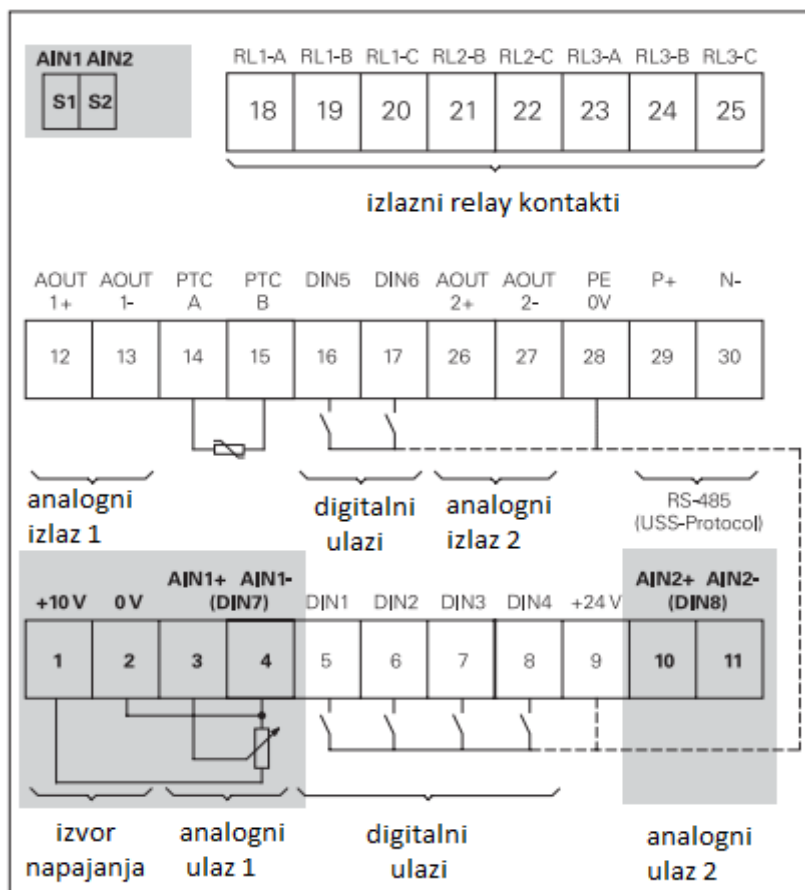 AIN1 AIN2
S1 S2
RL1-A RL1-B RL1-C RL2-B RL2-C RL3-A RL3-B RL3-C
18 19 20 21 22 23 24 25
izlazni relay kontakti
AOUT AOUT PTC PTC DIN5 DIN6 AOUT AOUT PE P+ N-
1+ 1- A B 2+ 2- 0V
12 13 14 15 16 17 26 27 28 29 30
analogni
izlaz 1
digitalni
ulazi
analogni
izlaz 2
RS-485
(USS-Protocol)
+10 V 0 V
AIN1+ AIN1-
(DIN7)
DIN1 DIN2 DIN3 DIN4 +24 V
AIN2+ AIN2-
(DIN8)
1 2 3 4 5 6 7 8 9 10 11
izvor
napajanja
analogni
ulaz 1
digitalni
ulazi
analogni
ulaz 2